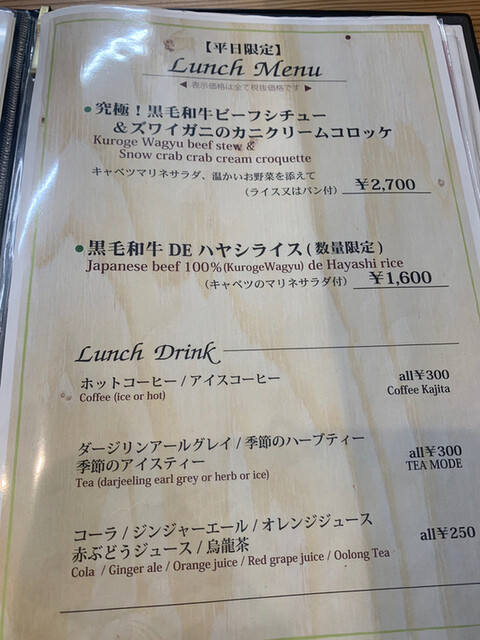 【平日限定】
Lunch Menu
◀ 表示価格は全て税抜価格です ▶
●究極！黒毛和牛ビーフシチュー
＆ズワイガニのカニクリームコロッケ
Kuroge Wagyu beef stew &
Snow crab crab cream croquette
キャベツマリネサラダ、温かいお野菜を添えて
(ライス又はパン付) ¥2,700
●黒毛和牛 DE ハヤシライス ( 数量限定 )
Japanese beef 100%(KurogeWagyu) de Hayashi rice
(キャベツのマリネサラダ付) ¥1,600
Lunch Drink
ホットコーヒー / アイスコーヒー all¥300
Coffee (ice or hot) Coffee Kajita
ダージリンアールグレイ / 季節のハーブティー all¥300
季節のアイスティー TEA MODE
Tea (darjeeling earl grey or herb or ice)
コーラ / ジンジャーエール / オレンジジュース all¥250
赤ぶどうジュース / 烏龍茶
Cola / Ginger ale / Orange juice / Red grape juice / Oolong Tea